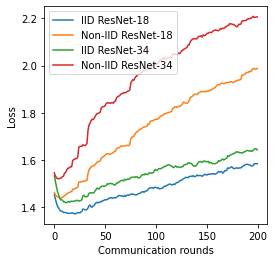 IID ResNet-18
Non-IID ResNet-18
IID ResNet-34
Non-IID ResNet-34
2.2
2.0
1.8
1.6
1.4
Loss
0
50
100
150
200
Communication rounds